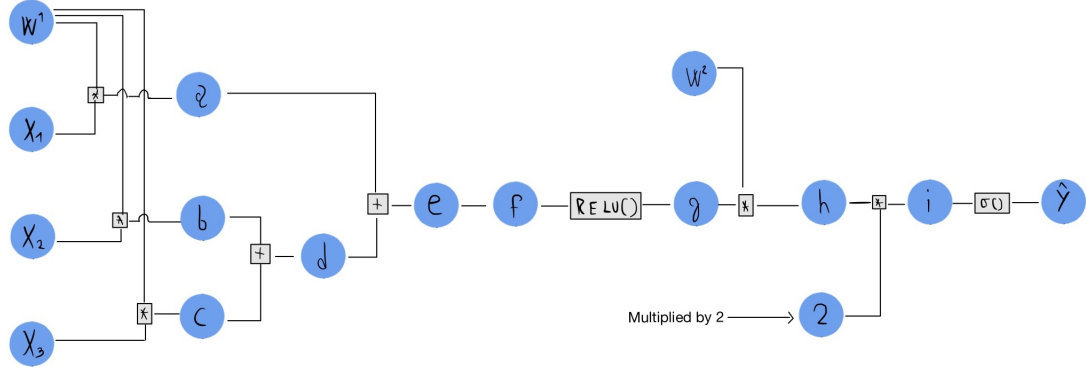 W¹
X₁
X₂
X₃
*
*
*
a
b
c
+
d
+
e
f
RELU()
W²
g
*
h
*
Multiplied by 2
2
i
σ()
Ŷ